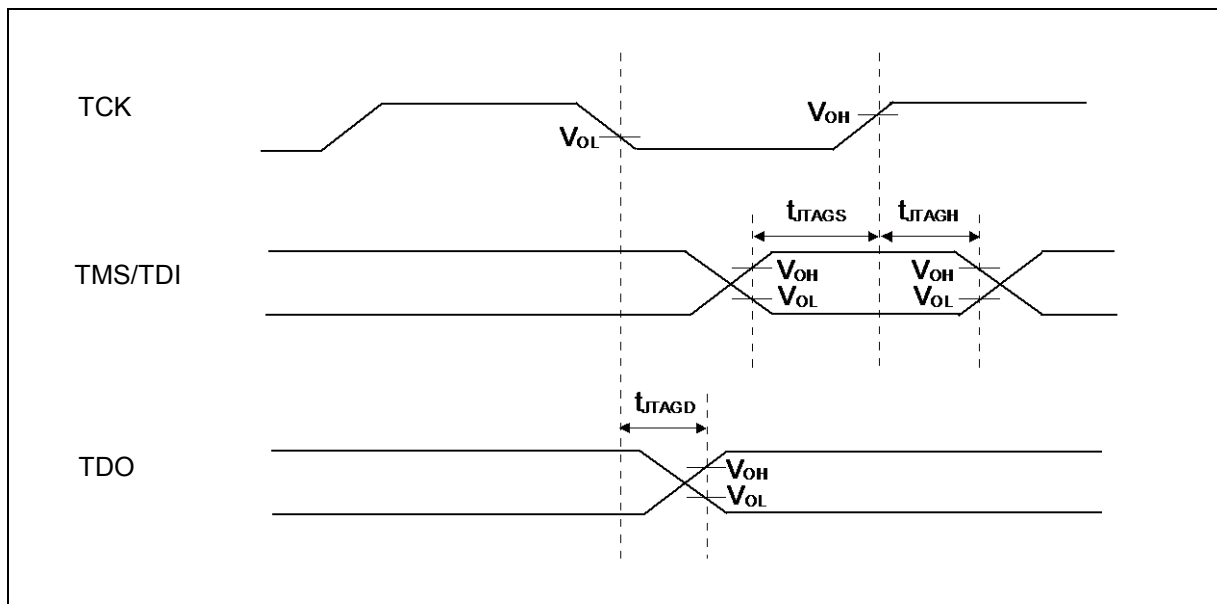 TCK
VOL
VOH
tJTAGS
tJTAGH
TMS/TDI
VOH
VOL
VOH
VOL
tJTAGD
TDO
VOH
VOL